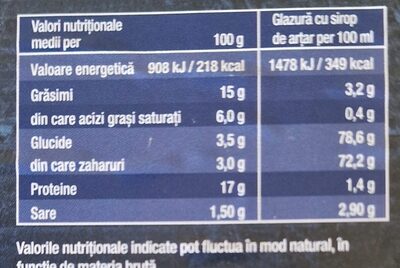 Valori nutriționale Glazură cu sirop
medii per 100 g de arțar per 100 ml
Valoare energetică 908 kJ / 218 kcal 1478 kJ / 349 kcal
Grăsimi 15 g 3,2 g
din care acizi grași saturați 6,0 g 0,4 g
Glucide 3,5 g 78,6 g
din care zaharuri 3,0 g 72,2 g
Proteine 17 g 1,4 g
Sare 1,50 g 2,90 g
Valorile nutriționale indicate pot fluctua în mod natural, în
funcție de materia brută.